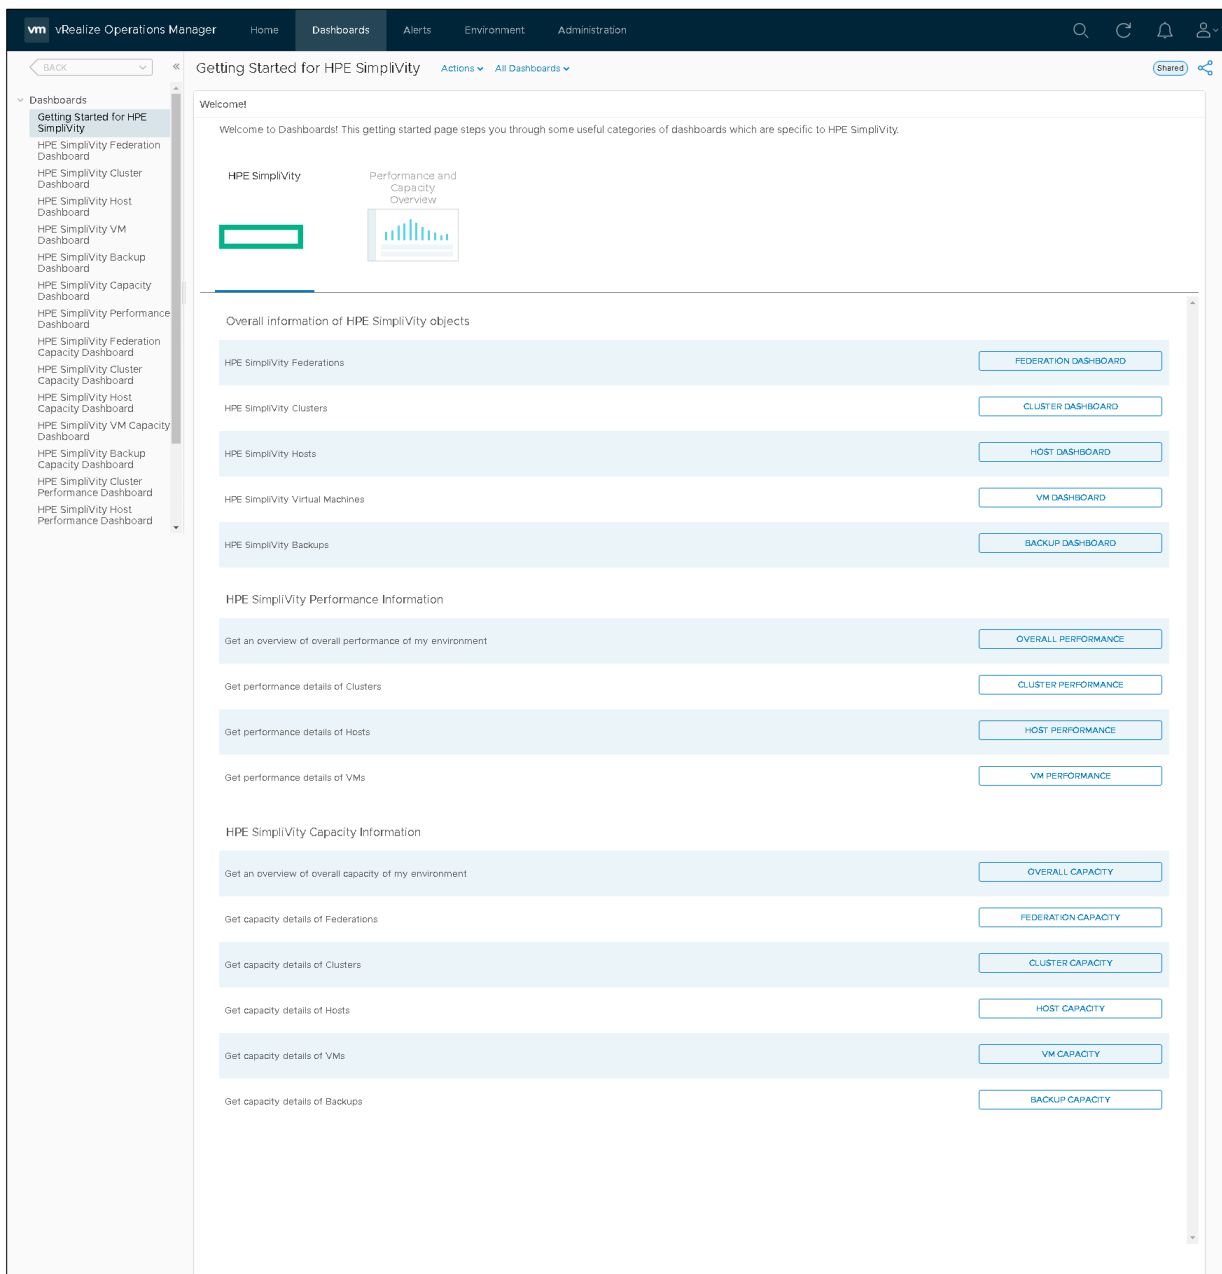 vm vRealize Operations Manager Home Dashboards Alerts Environment Administration
BACK
Getting Started for HPE SimpliVity Actions All Dashboards Shared
Dashboards
Getting Started for HPE
SimpliVity
HPE SimpliVity Federation
Dashboard
HPE SimpliVity Cluster
Dashboard
HPE SimpliVity Host
Dashboard
HPE SimpliVity VM
Dashboard
HPE SimpliVity Backup
Dashboard
HPE SimpliVity Capacity
Dashboard
HPE SimpliVity Performance
Dashboard
HPE SimpliVity Federation
Capacity Dashboard
HPE SimpliVity Cluster
Capacity Dashboard
HPE SimpliVity Host
Capacity Dashboard
HPE SimpliVity VM Capacity
Dashboard
HPE SimpliVity Backup
Capacity Dashboard
HPE SimpliVity Cluster
Performance Dashboard
HPE SimpliVity Host
Performance Dashboard
Welcome!
Welcome to Dashboards! This getting started page steps you through some useful categories of dashboards which are specific to HPE SimpliVity.
HPE SimpliVity
Performance and
Capacity
Overview
Overall information of HPE SimpliVity objects
HPE SimpliVity Federations FEDERATION DASHBOARD
HPE SimpliVity Clusters CLUSTER DASHBOARD
HPE SimpliVity Hosts HOST DASHBOARD
HPE SimpliVity Virtual Machines VM DASHBOARD
HPE SimpliVity Backups BACKUP DASHBOARD
HPE SimpliVity Performance Information
Get an overview of overall performance of my environment OVERALL PERFORMANCE
Get performance details of Clusters CLUSTER PERFORMANCE
Get performance details of Hosts HOST PERFORMANCE
Get performance details of VMs VM PERFORMANCE
HPE SimpliVity Capacity Information
Get an overview of overall capacity of my environment OVERALL CAPACITY
Get capacity details of Federations FEDERATION CAPACITY
Get capacity details of Clusters CLUSTER CAPACITY
Get capacity details of Hosts HOST CAPACITY
Get capacity details of VMs VM CAPACITY
Get capacity details of Backups BACKUP CAPACITY